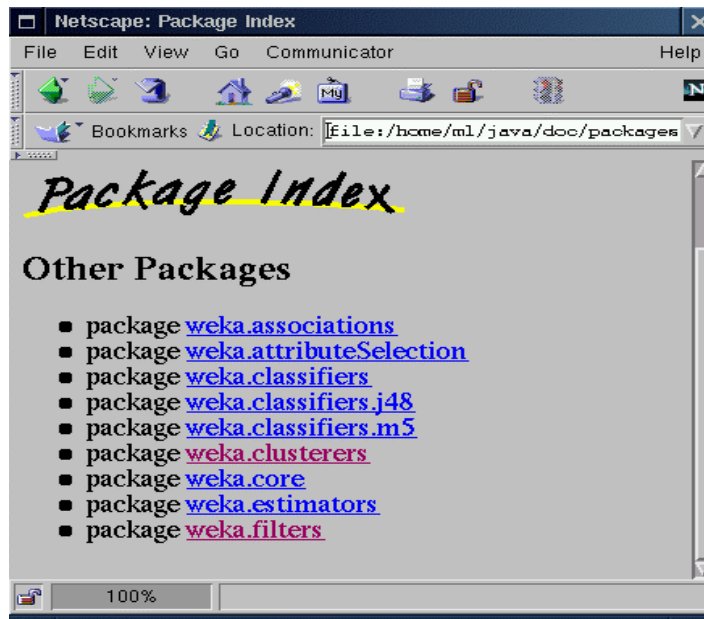 Netscape: Package Index
File Edit View Go Communicator Help
My N
Bookmarks Location: file:/home/ml/java/doc/packages
Package Index
Other Packages
package weka.associations
package weka.attributeSelection
package weka.classifiers
package weka.classifiers.j48
package weka.classifiers.m5
package weka.clusterers
package weka.core
package weka.estimators
package weka.filters
100%